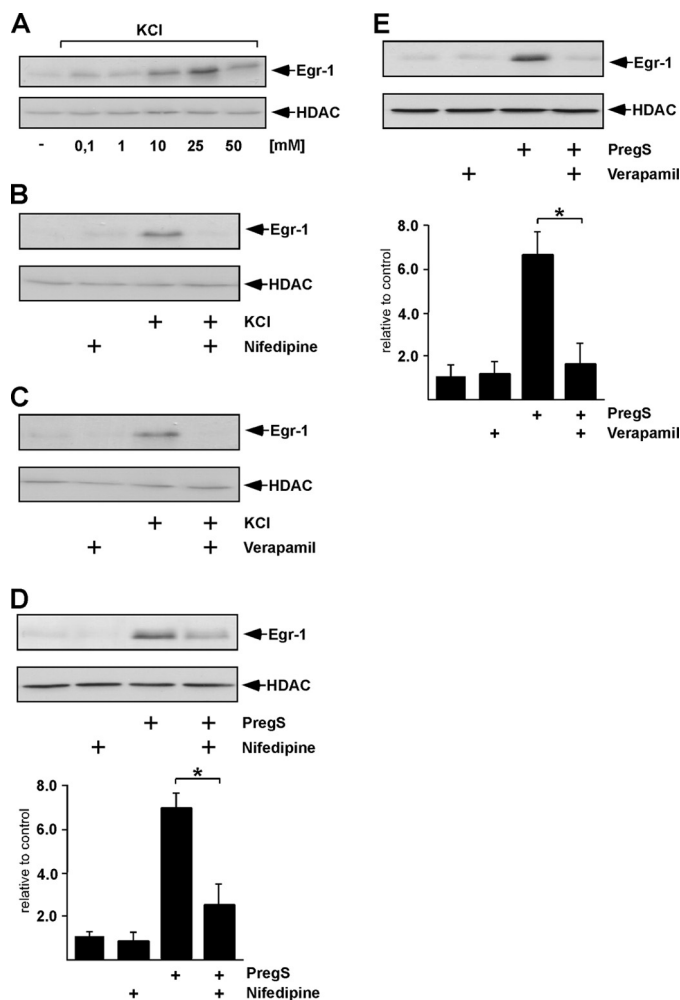 A
KCl
Egr-1
HDAC
- 0,1 1 10 25 50 [mM]
B
Egr-1
HDAC
+ + KCl
+ + Nifedipine
C
Egr-1
HDAC
+ + KCl
+ + Verapamil
D
Egr-1
HDAC
+ + PregS
+ + Nifedipine
relative to control
8.0
*
6.0
4.0
2.0
+ + PregS
+ + Nifedipine
E
Egr-1
HDAC
+ + PregS
+ + Verapamil
relative to control
8.0
*
6.0
4.0
2.0
+ + PregS
+ + Verapamil